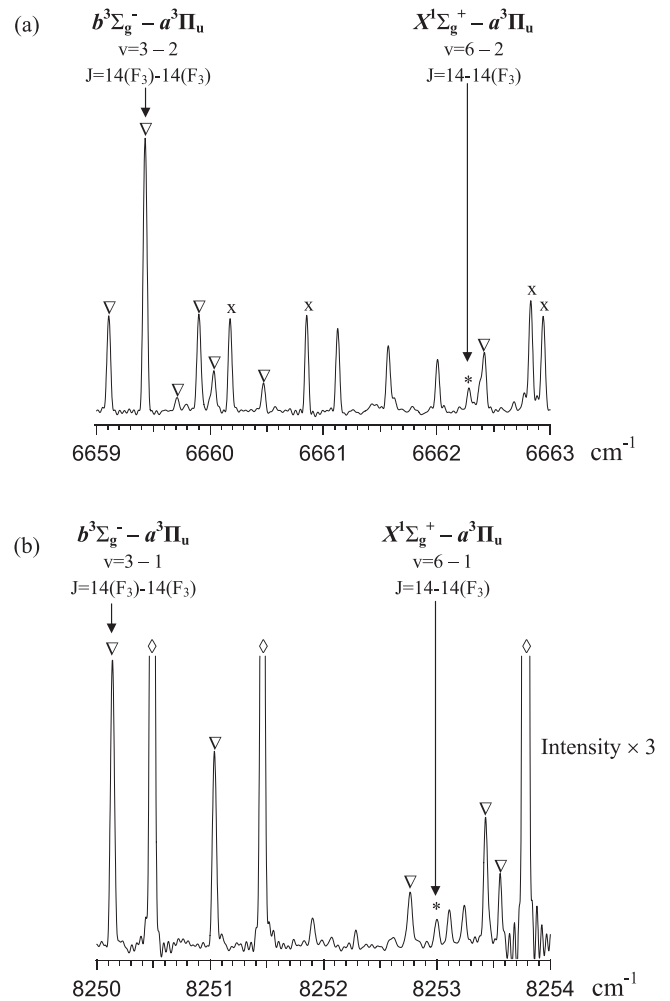 (a)
b³Σg⁻ – a³Πu
X¹Σg⁺ – a³Πu
v=3 – 2
v=6 – 2
J=14(F₃)-14(F₃)
J=14-14(F₃)
∇
∇ ∇ x x * ∇ x x
∇ ∇ ∇
6659 6660 6661 6662 6663 cm⁻¹
(b)
b³Σg⁻ – a³Πu
X¹Σg⁺ – a³Πu
v=3 – 1
v=6 – 1
J=14(F₃)-14(F₃)
J=14-14(F₃)
∇ ◊ ◊ ◊
∇
Intensity × 3
∇ * ∇ ∇
8250 8251 8252 8253 8254 cm⁻¹